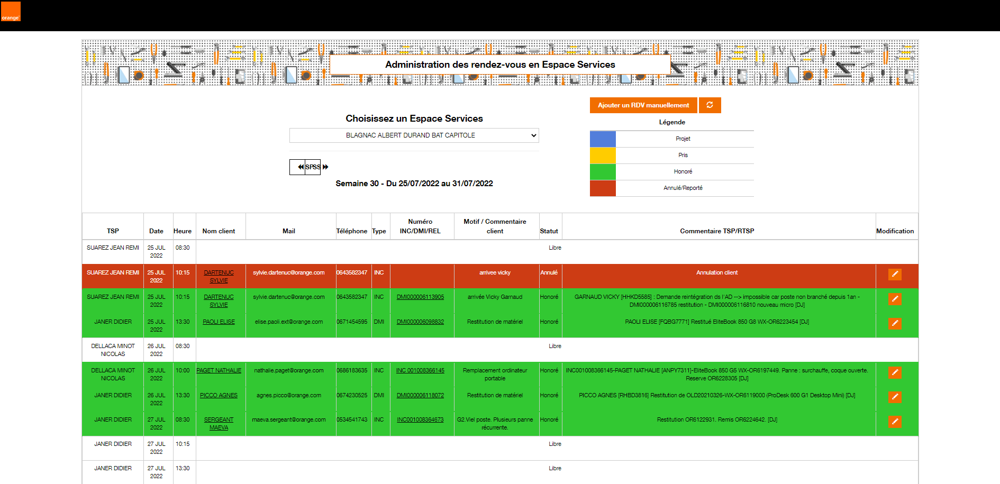 orange
Administration des rendez-vous en Espace Services
Ajouter un RDV manuellement
Choisissez un Espace Services
Légende
BLAGNAC ALBERT DURAND BAT CAPITOLE
Projet
Pris
SPSS
Honoré
Semaine 30 - Du 25/07/2022 au 31/07/2022
Annulé/Reporté
TSP Date Heure Nom client Mail Téléphone Type Numéro INC/DMI/REL Motif / Commentaire client Statut Commentaire TSP/RTSP Modification
SUAREZ JEAN REMI 25 JUL 2022 08:30 Libre
SUAREZ JEAN REMI 25 JUL 2022 10:15 DARTENUC SYLVIE sylvie.dartenuc@orange.com 0643582347 INC arrivee vicky Annulé Annulation client
SUAREZ JEAN REMI 25 JUL 2022 10:15 DARTENUC SYLVIE sylvie.dartenuc@orange.com 0643582347 INC DMI000006113905 arrivée Vicky Garnaud Honoré GARNAUD VICKY [HHKD5585] : Demande reintégration ds l'AD --> impossible car poste non branché depuis 1an - DMI000006116785 restitution - DMI000006116810 nouveau micro [DJ]
JANER DIDIER 25 JUL 2022 13:30 PAOLI ELISE elise.paoli.ext@orange.com 0671454595 DMI DMI000006098832 Restitution de matériel Honoré PAOLI ELISE [FQBG7771] Restitué EliteBook 850 G8 WX-OR6223454 [DJ]
DELLACA MINOT NICOLAS 26 JUL 2022 08:30 Libre
DELLACA MINOT NICOLAS 26 JUL 2022 10:00 PAGET NATHALIE nathalie.paget@orange.com 0686183635 INC INC 001008366145 Remplacement ordinateur portable Honoré INC001008366145-PAGET NATHALIE [ANPY7311]-EliteBook 850 G5 WX-OR6197449. Panne : surchauffe, coque ouverte. Reserve OR6228305 [DJ]
JANER DIDIER 26 JUL 2022 13:30 PICCO AGNES agnes.picco@orange.com 0674230525 DMI DMI000006118072 Restitution de matériel Honoré PICCO AGNES [RHBD3816] Restitution de OLD20210326-WX-OR6119000 (ProDesk 600 G1 Desktop Mini) [DJ]
JANER DIDIER 27 JUL 2022 08:30 SERGEANT MAEVA maeva.sergeant@orange.com 0534541743 INC INC001008364673 G2.Viel poste. Plusieurs panne récurrente. Honoré Restitution OR6122931. Remis OR6224642. [DJ]
JANER DIDIER 27 JUL 2022 10:15 Libre
JANER DIDIER 27 JUL 2022 13:30 Libre